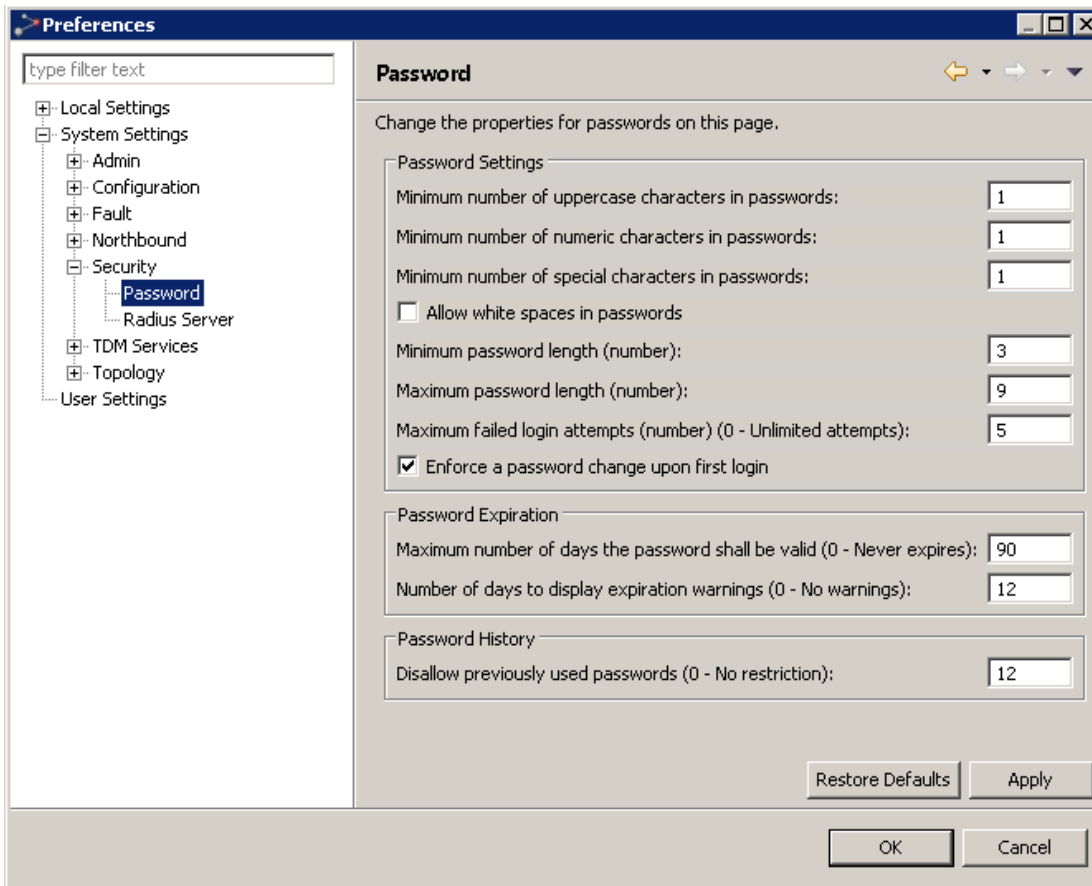 Preferences
type filter text
Local Settings
System Settings
Admin
Configuration
Fault
Northbound
Security
Password
Radius Server
TDM Services
Topology
User Settings
Password
Change the properties for passwords on this page.
Password Settings
Minimum number of uppercase characters in passwords: 1
Minimum number of numeric characters in passwords: 1
Minimum number of special characters in passwords: 1
Allow white spaces in passwords
Minimum password length (number): 3
Maximum password length (number): 9
Maximum failed login attempts (number) (0 - Unlimited attempts): 5
Enforce a password change upon first login
Password Expiration
Maximum number of days the password shall be valid (0 - Never expires): 90
Number of days to display expiration warnings (0 - No warnings): 12
Password History
Disallow previously used passwords (0 - No restriction): 12
Restore Defaults Apply
OK Cancel